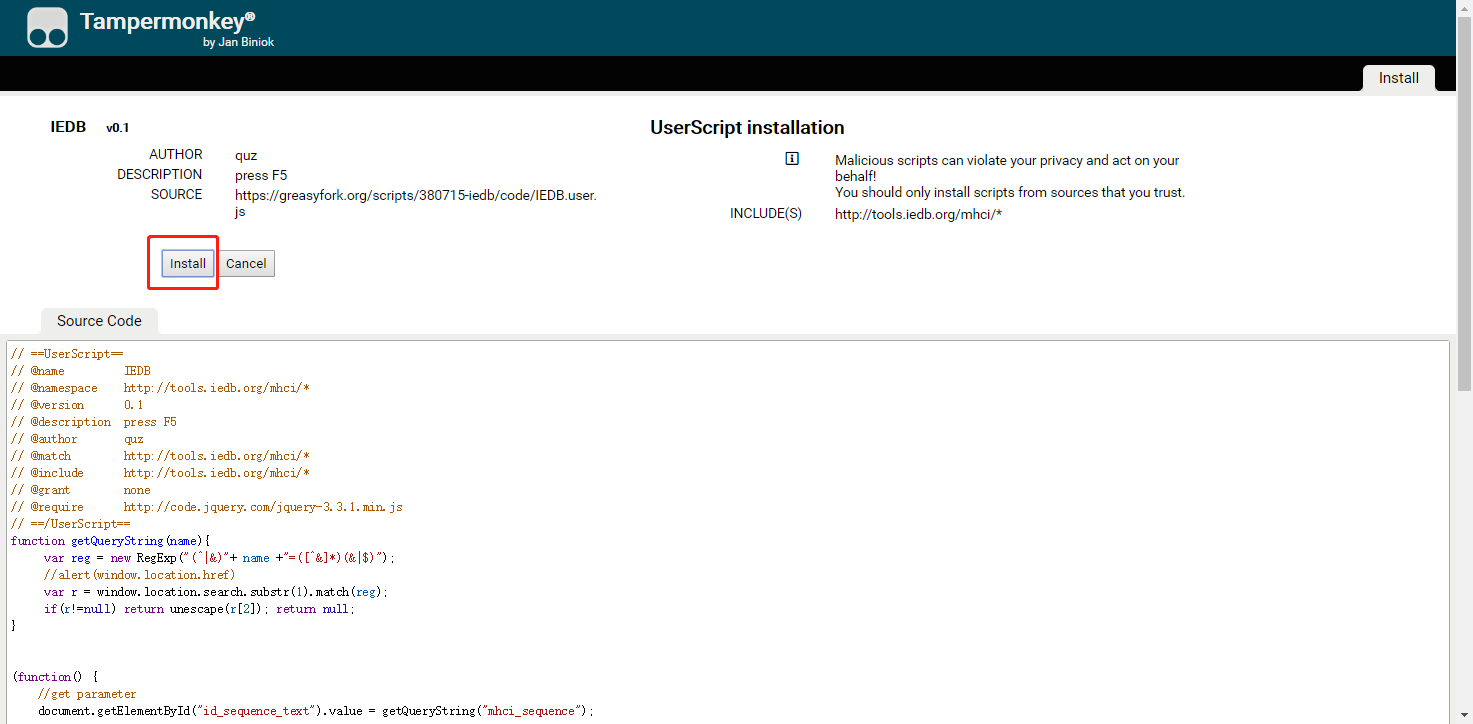 Tampermonkey®
by Jan Biniok
Install
IEDB v0.1
AUTHOR quz
DESCRIPTION press F5
SOURCE https://greasyfork.org/scripts/380715-iedb/code/IEDB.user.
js
Install Cancel
UserScript installation
Malicious scripts can violate your privacy and act on your
behalf!
You should only install scripts from sources that you trust.
INCLUDE(S) http://tools.iedb.org/mhci/*
Source Code
// ==UserScript==
// @name IEDB
// @namespace http://tools.iedb.org/mhci/*
// @version 0.1
// @description press F5
// @author quz
// @match http://tools.iedb.org/mhci/*
// @include http://tools.iedb.org/mhci/*
// @grant none
// @require http://code.jquery.com/jquery-3.3.1.min.js
// ==/UserScript==
function getQueryString(name){
var reg = new RegExp("(^|&)"+ name +"=([^&]*)(&|$)");
//alert(window.location.href)
var r = window.location.search.substr(1).match(reg);
if(r!=null) return unescape(r[2]); return null;
}
(function() {
//get parameter
document.getElementById("id_sequence_text").value = getQueryString("mhci_sequence");